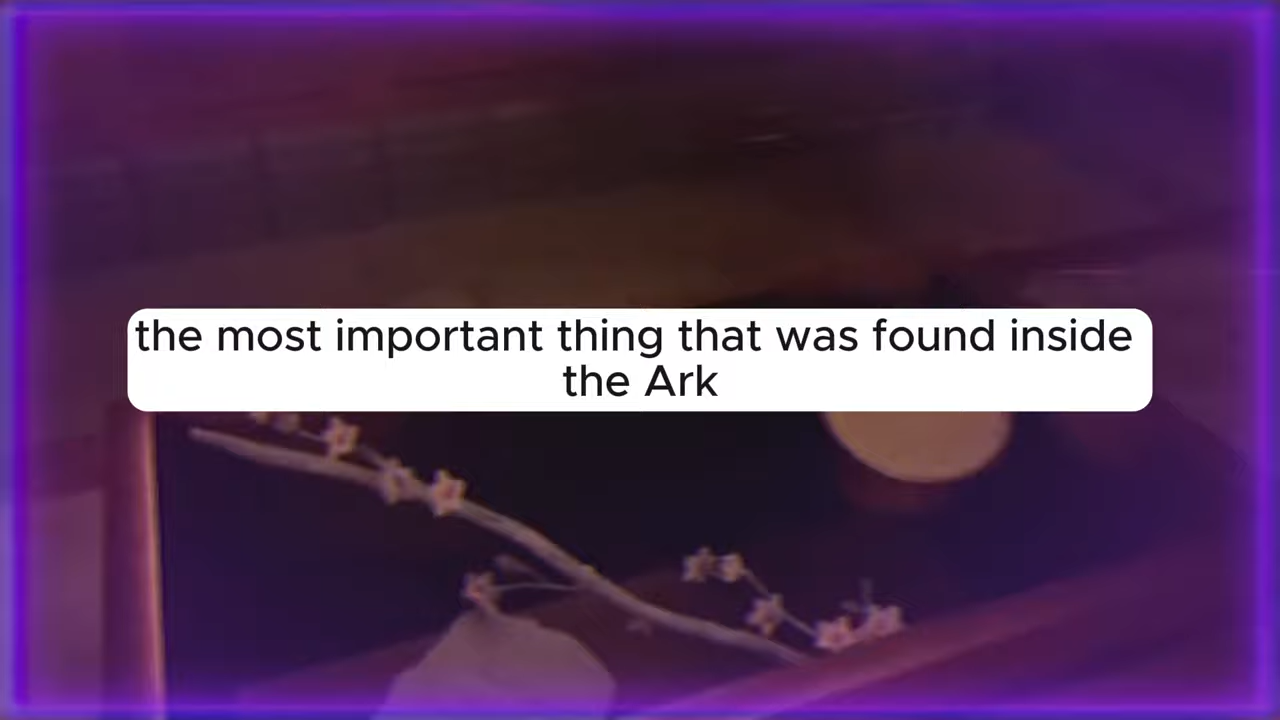 the most important thing that was found inside
the Ark